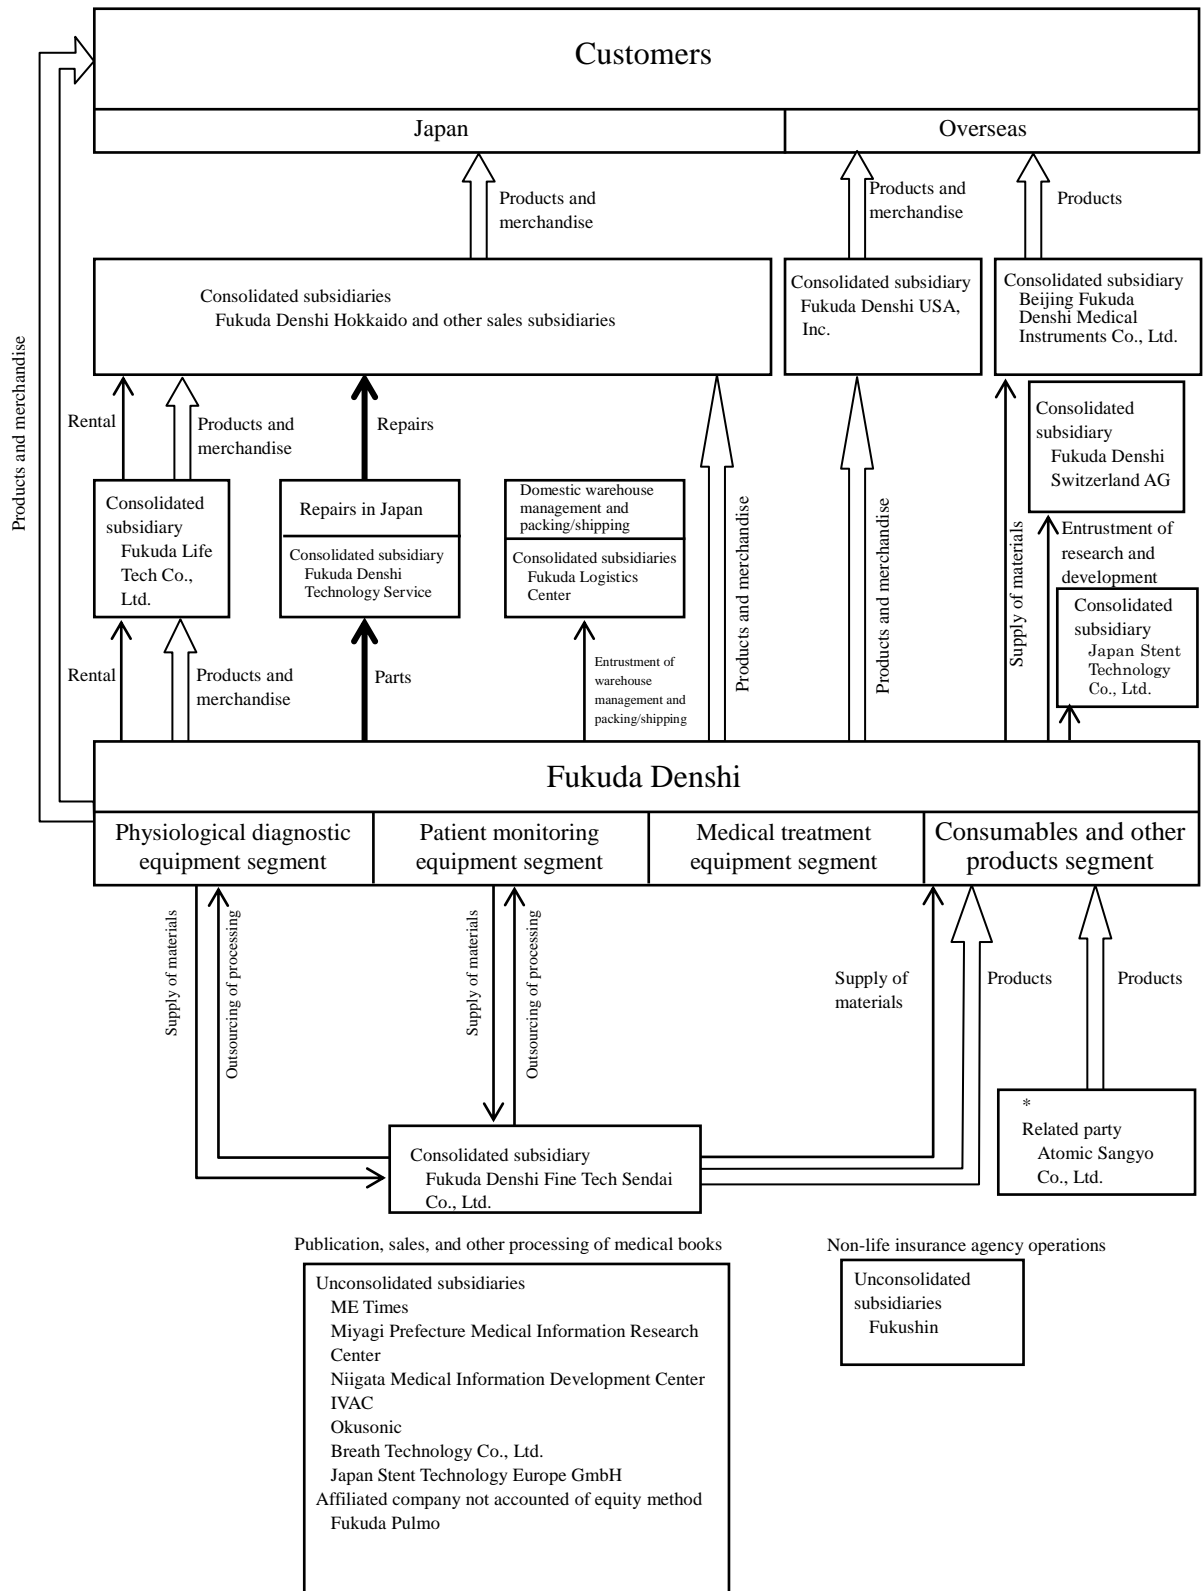 Customers
Japan
Overseas
Products and merchandise
Products and
merchandise
Products and
merchandise
Products
Consolidated subsidiaries
Fukuda Denshi Hokkaido and other sales subsidiaries
Consolidated subsidiary
Fukuda Denshi USA,
Inc.
Consolidated subsidiary
Beijing Fukuda
Denshi Medical
Instruments Co., Ltd.
Rental
Products and
merchandise
Repairs
Products and merchandise
Products and merchandise
Supply of materials
Consolidated
subsidiary
Fukuda Denshi
Switzerland AG
Consolidated
subsidiary
Fukuda Life
Tech Co.,
Ltd.
Repairs in Japan
Consolidated subsidiary
Fukuda Denshi
Technology Service
Domestic warehouse
management and
packing/shipping
Consolidated subsidiaries
Fukuda Logistics
Center
Entrustment of
research and
development
Consolidated
subsidiary
Japan Stent
Technology
Co., Ltd.
Rental
Products and
merchandise
Parts
Entrustment of
warehouse
management and
packing/shipping
Fukuda Denshi
Physiological diagnostic
equipment segment
Patient monitoring
equipment segment
Medical treatment
equipment segment
Consumables and other
products segment
Supply of materials
Outsourcing of processing
Supply of materials
Outsourcing of processing
Supply of
materials
Products
Products
Consolidated subsidiary
Fukuda Denshi Fine Tech Sendai
Co., Ltd.
*
Related party
Atomic Sangyo
Co., Ltd.
Publication, sales, and other processing of medical books
Unconsolidated subsidiaries
ME Times
Miyagi Prefecture Medical Information Research
Center
Niigata Medical Information Development Center
IVAC
Okusonic
Breath Technology Co., Ltd.
Japan Stent Technology Europe GmbH
Affiliated company not accounted of equity method
Fukuda Pulmo
Non-life insurance agency operations
Unconsolidated
subsidiaries
Fukushin